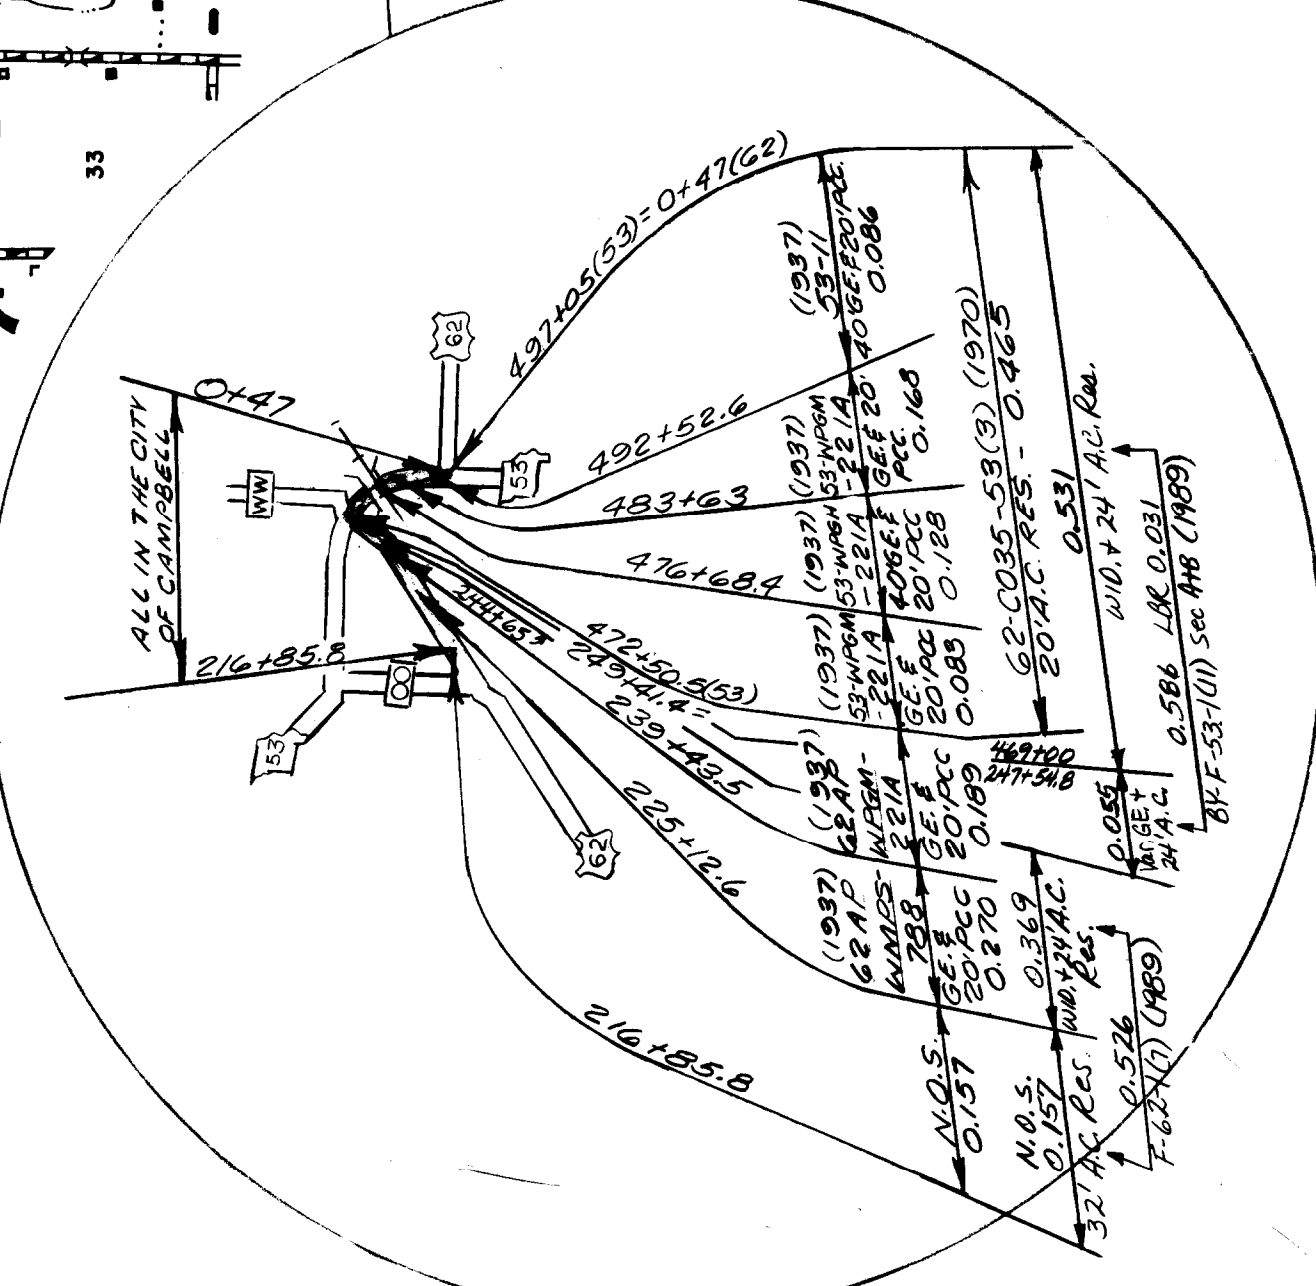 33
ALL IN THE CITY
OF CAMPBELL
0+47
WW
62
53
216+85.8
53
62
497+05(53)=0+47(62)
492+52.6
483+63
476+68.4
472+50.5(53)
249+41.4=
239+43.5
225+12.6
216+85.8
(1937)
53-11
40'GE.&20'PCC.
0.086
(1937)
53-WPGM
-221A
GE.& 20'
PCC.
0.168
(1937)
53-WPGM
-221A
40'GE.&
20'PCC
0.128
(1937)
53-WPGM
-221A
GE.&
20'PCC
0.083
(1937)
62 AP
WPGM-
221A
GE.&
20'PCC
0.189
(1937)
62 AP
WMPS-
788
GE.&
20'PCC
0.270
N.O.S.
0.157
62-C035-53(3) (1970)
20'A.C. RES. - 0.465
469+00
247+54.8
0.531
WID.+24' A.C. Res.
0.055
Var.GE.+
24'A.C.
0.586 LBR 0.031
BY-F-53-1(11) Sec A+B (1989)
0.369
WID.+24'A.C.
Res.
N.O.S.
0.157
32' A.C. Res.
0.526
F-62-1(7) (1989)